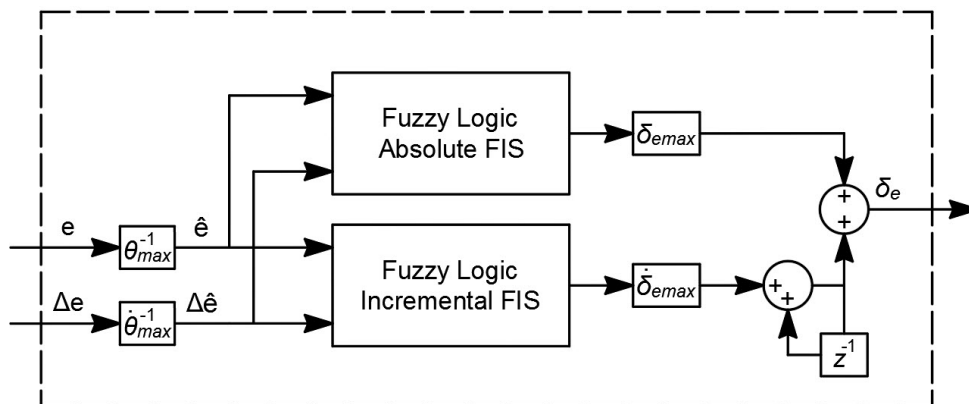 Fuzzy Logic
Absolute FIS
δemax
+
+
δe
e
θ⁻¹max
ê
Fuzzy Logic
Incremental FIS
δ̇emax
+
+
Δe
θ̇⁻¹max
Δê
z⁻¹